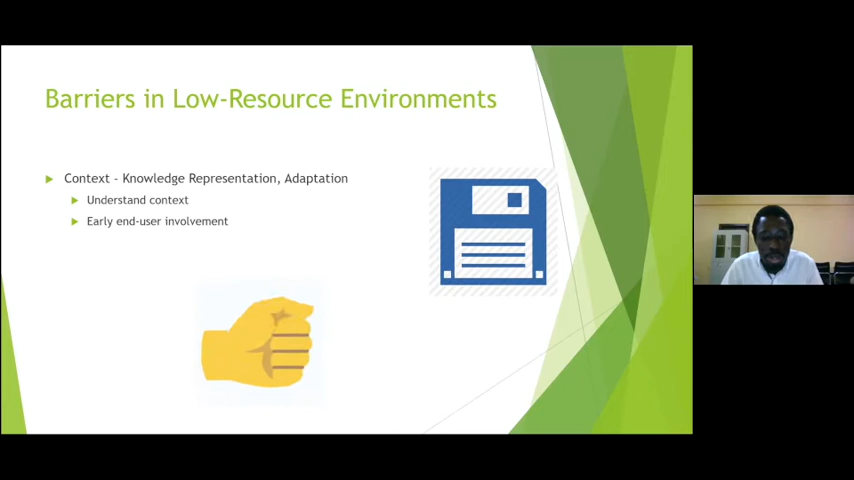 Barriers in Low-Resource Environments
Context - Knowledge Representation, Adaptation
Understand context
Early end-user involvement